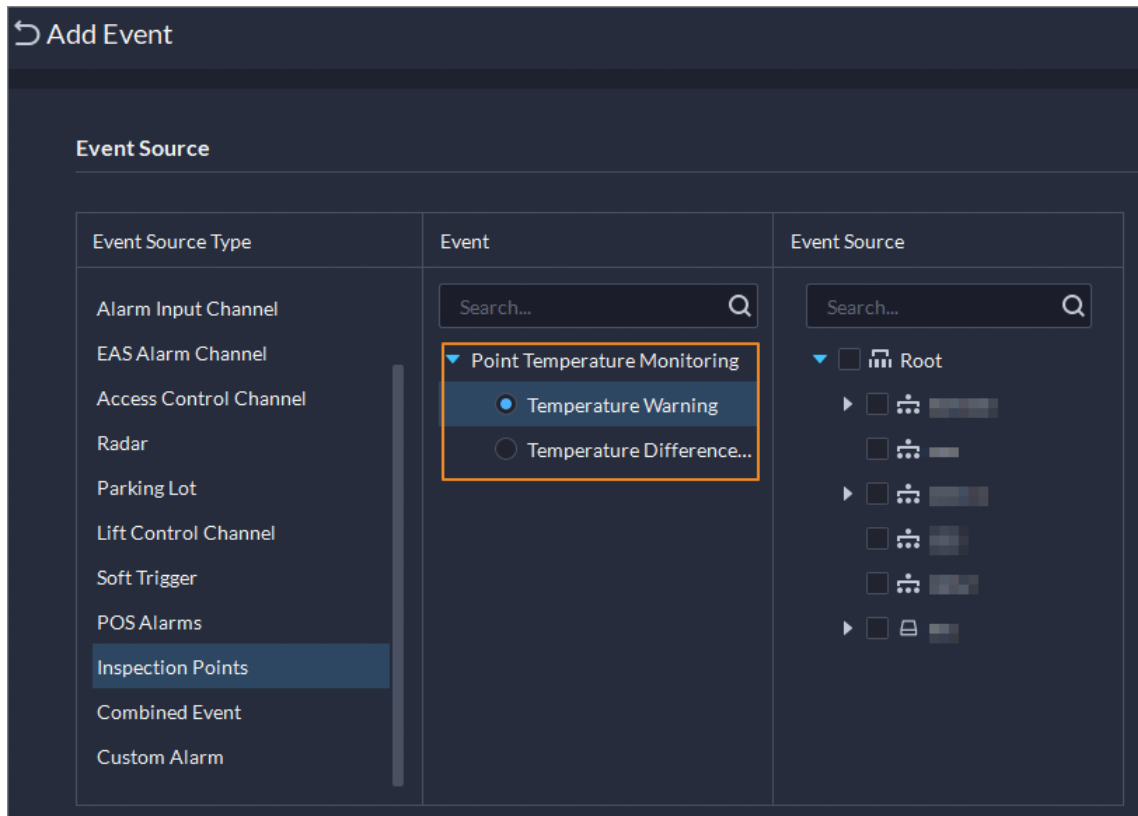 Add Event
Event Source
Event Source Type
Event
Event Source
Alarm Input Channel
EAS Alarm Channel
Access Control Channel
Radar
Parking Lot
Lift Control Channel
Soft Trigger
POS Alarms
Inspection Points
Combined Event
Custom Alarm
Search...
Point Temperature Monitoring
Temperature Warning
Temperature Difference...
Search...
Root